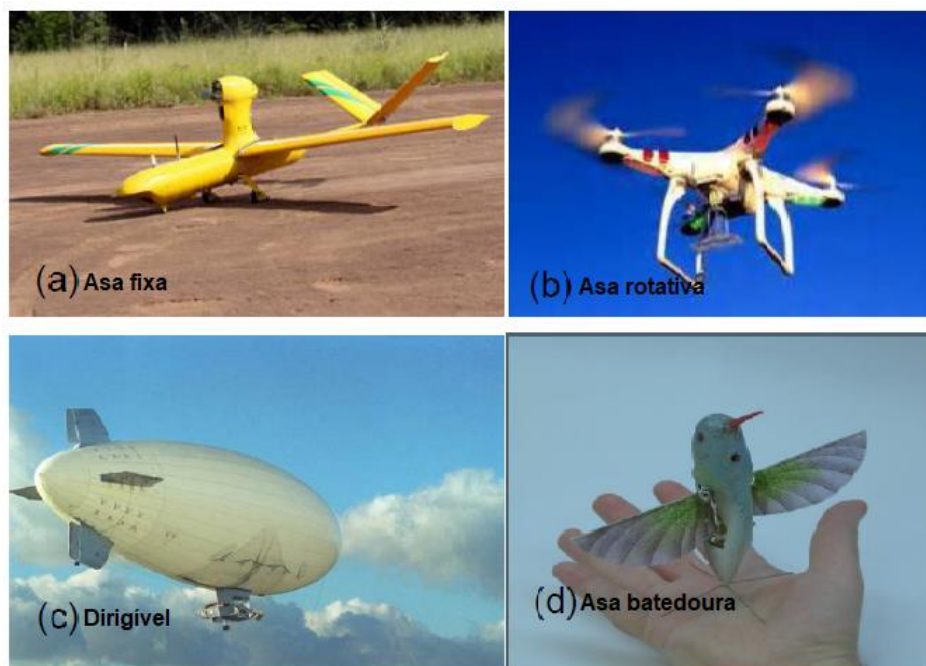 (a) Asa fixa
(b) Asa rotativa
(c) Dirigível
(d) Asa batedoura